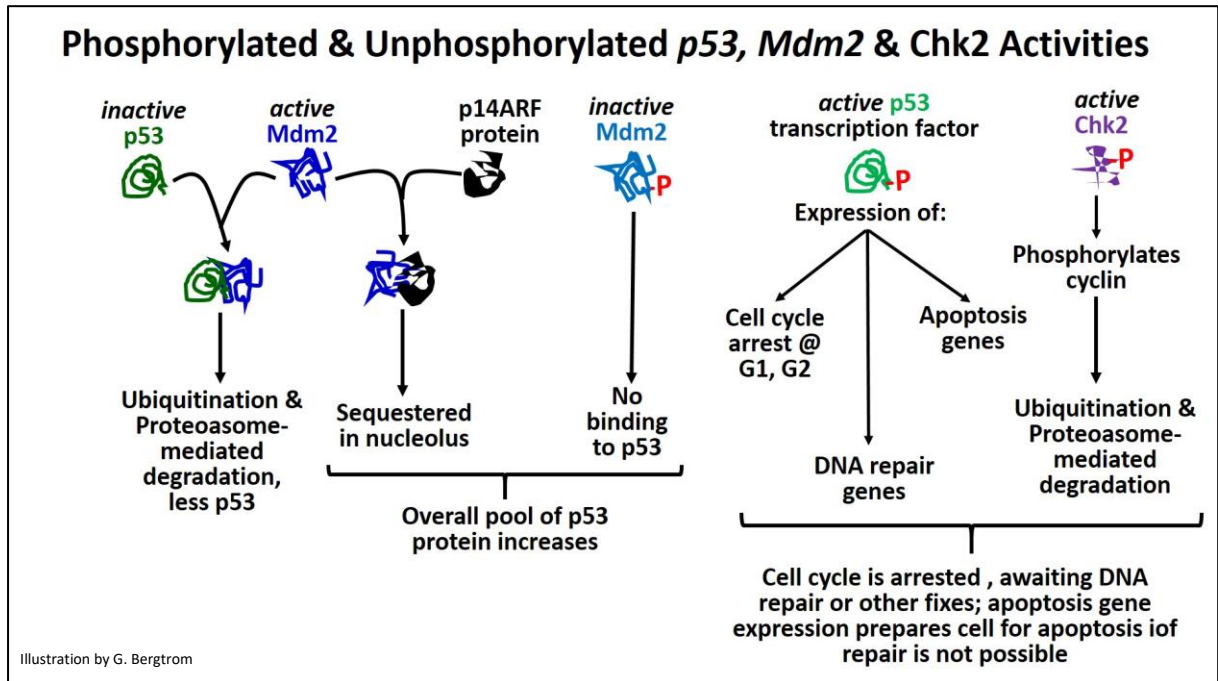 Phosphorylated & Unphosphorylated p53, Mdm2 & Chk2 Activities
inactive
p53
active
Mdm2
p14ARF
protein
inactive
Mdm2
-P
active p53
transcription factor
-P
active
Chk2
-P
Expression of:
Phosphorylates
cyclin
Cell cycle
arrest @
G1, G2
Apoptosis
genes
DNA repair
genes
Ubiquitination &
Proteoasome-
mediated
degradation,
less p53
Sequestered
in nucleolus
No
binding
to p53
Ubiquitination &
Proteoasome-
mediated
degradation
Overall pool of p53
protein increases
Cell cycle is arrested , awaiting DNA
repair or other fixes; apoptosis gene
expression prepares cell for apoptosis iof
repair is not possible
Illustration by G. Bergtrom